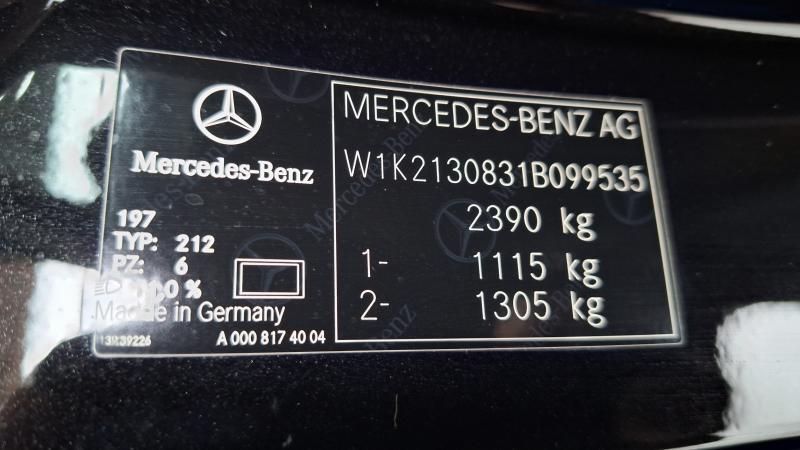 Mercedes-Benz
197
TYP: 212
PZ: 6
Made in Germany
A 000 817 40 04
MERCEDES-BENZ AG
W1K2130831B099535
2390 kg
1- 1115 kg
2- 1305 kg